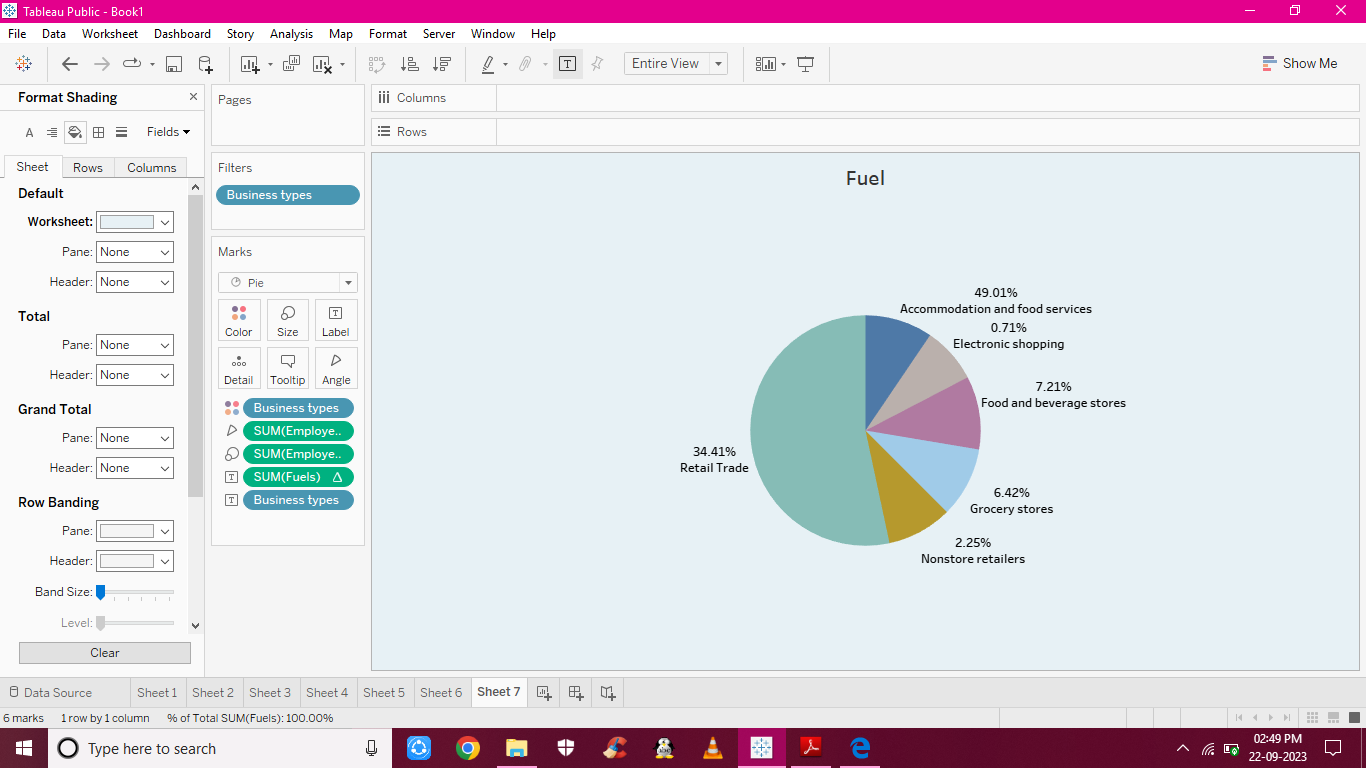 Tableau Public - Book1
File Data Worksheet Dashboard Story Analysis Map Format Server Window Help
Entire View
Show Me
Format Shading
A Fields
Sheet Rows Columns
Default
Worksheet:
Pane: None
Header: None
Total
Pane: None
Header: None
Grand Total
Pane: None
Header: None
Row Banding
Pane:
Header:
Band Size:
Level:
Clear
Pages
Filters
Business types
Marks
Pie
Color Size Label
Detail Tooltip Angle
Business types
SUM(Employe..
SUM(Employe..
SUM(Fuels)
Business types
Columns
Rows
Fuel
49.01%
Accommodation and food services
0.71%
Electronic shopping
7.21%
Food and beverage stores
34.41%
Retail Trade
6.42%
Grocery stores
2.25%
Nonstore retailers
Data Source Sheet 1 Sheet 2 Sheet 3 Sheet 4 Sheet 5 Sheet 6 Sheet 7
6 marks 1 row by 1 column % of Total SUM(Fuels): 100.00%
Type here to search
02:49 PM
22-09-2023